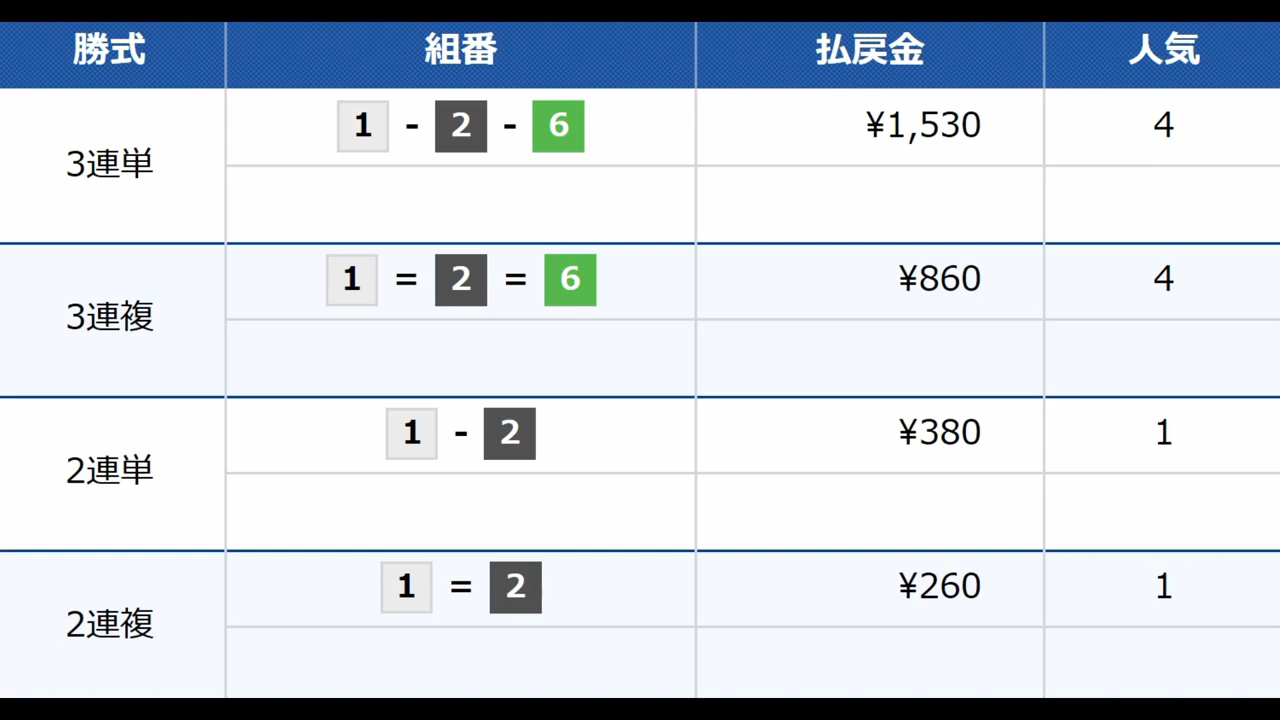 勝式 組番 払戻金 人気
3連単 1 - 2 - 6 ¥1,530 4
3連複 1 = 2 = 6 ¥860 4
2連単 1 - 2 ¥380 1
2連複 1 = 2 ¥260 1